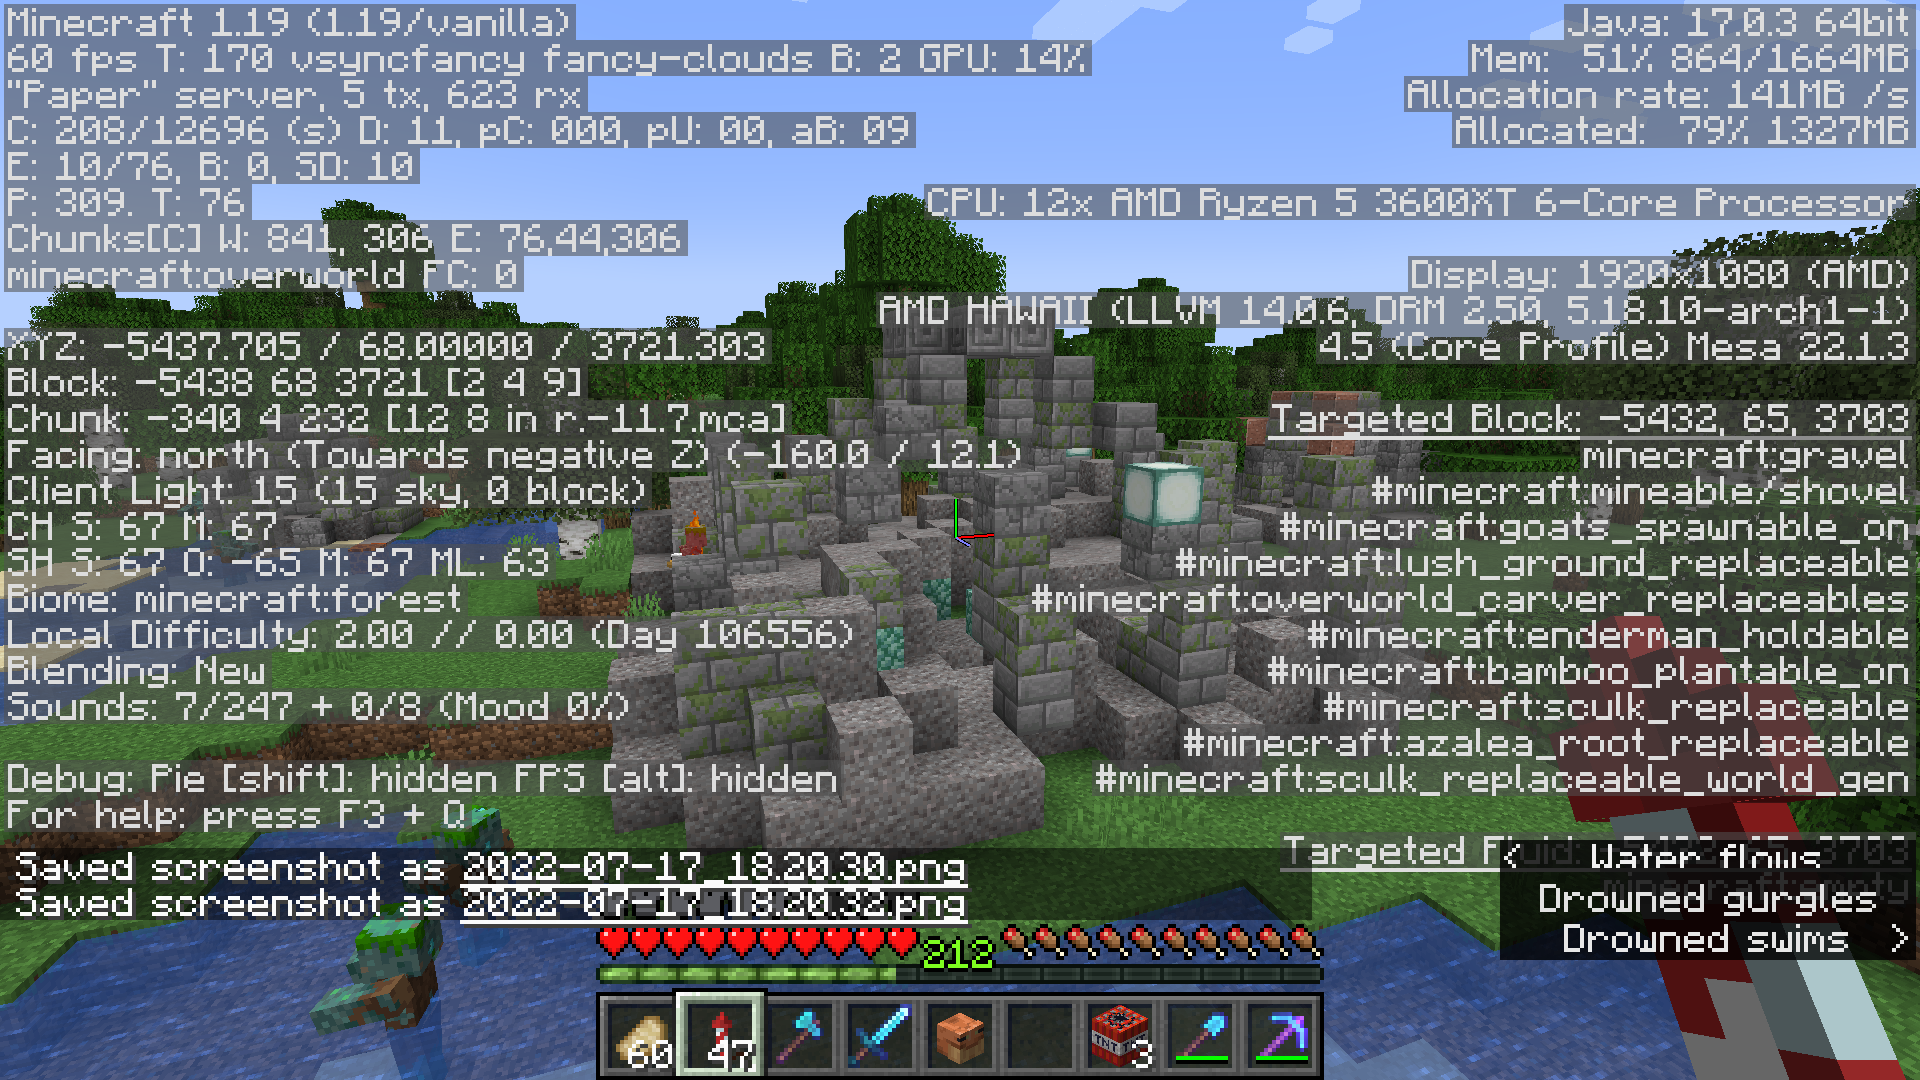 Minecraft 1.19 (1.19/vanilla)
60 fps T: 170 vsyncfancy fancy-clouds B: 2 GPU: 14%
"Paper" server, 5 tx, 623 rx
C: 208/12696 (s) D: 11, pC: 000, pU: 00, aB: 09
E: 10/76, B: 0, SD: 10
P: 309. T: 76
Chunks[C] W: 841, 306 E: 76,44,306
minecraft:overworld FC: 0
XYZ: -5437.705 / 68.00000 / 3721.303
Block: -5438 68 3721 [2 4 9]
Chunk: -340 4 232 [12 8 in r.-11.7.mca]
Facing: north (Towards negative Z) (-160.0 / 12.1)
Client Light: 15 (15 sky, 0 block)
CH S: 67 M: 67
SH S: 67 O: -65 M: 67 ML: 63
Biome: minecraft:forest
Local Difficulty: 2.00 // 0.00 (Day 106556)
Blending: New
Sounds: 7/247 + 0/8 (Mood 0%)
Debug: Pie [shift]: hidden FPS [alt]: hidden
For help: press F3 + Q
Java: 17.0.3 64bit
Mem: 51% 864/1664MB
Allocation rate: 141MB /s
Allocated: 79% 1327MB
CPU: 12x AMD Ryzen 5 3600XT 6-Core Processor
Display: 1920x1080 (AMD)
AMD HAWAII (LLVM 14.0.6, DRM 2.50, 5.18.10-arch1-1)
4.5 (Core Profile) Mesa 22.1.3
Targeted Block: -5432, 65, 3703
minecraft:gravel
#minecraft:mineable/shovel
#minecraft:goats_spawnable_on
#minecraft:lush_ground_replaceable
#minecraft:overworld_carver_replaceables
#minecraft:enderman_holdable
#minecraft:bamboo_plantable_on
#minecraft:sculk_replaceable
#minecraft:azalea_root_replaceable
#minecraft:sculk_replaceable_world_gen
Targeted Fluid: -5432, 65, 3703
minecraft:empty
Saved screenshot as 2022-07-17_18.20.30.png
Saved screenshot as 2022-07-17_18.20.32.png
< Water flows
Drowned gurgles
Drowned swims >
212
60 47 3
TNT